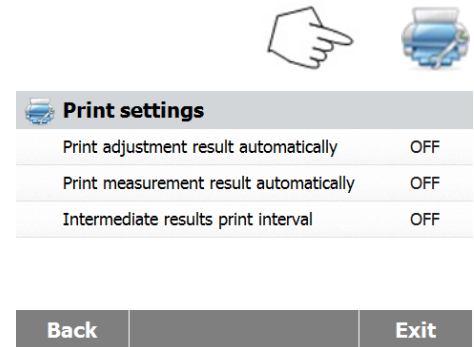 Print settings
Print adjustment result automatically OFF
Print measurement result automatically OFF
Intermediate results print interval OFF
Back Exit